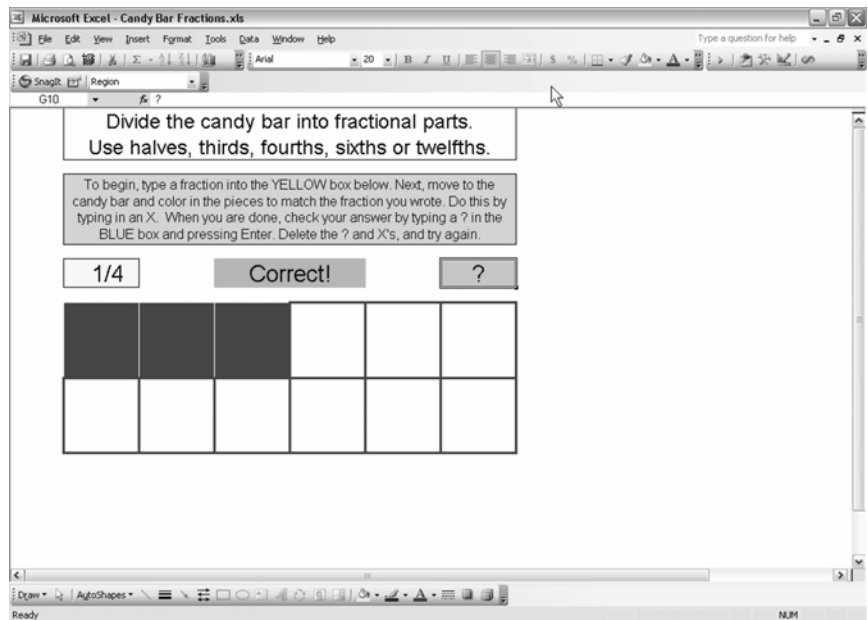 Microsoft Excel - Candy Bar Fractions.xls
File Edit View Insert Format Tools Data Window Help Type a question for help
Arial 20 B I U $ %
SnagIt Region
G10 fx ?
Divide the candy bar into fractional parts.
Use halves, thirds, fourths, sixths or twelfths.
To begin, type a fraction into the YELLOW box below. Next, move to the
candy bar and color in the pieces to match the fraction you wrote. Do this by
typing in an X. When you are done, check your answer by typing a ? in the
BLUE box and pressing Enter. Delete the ? and X's, and try again.
1/4 Correct! ?
Draw AutoShapes
Ready NUM